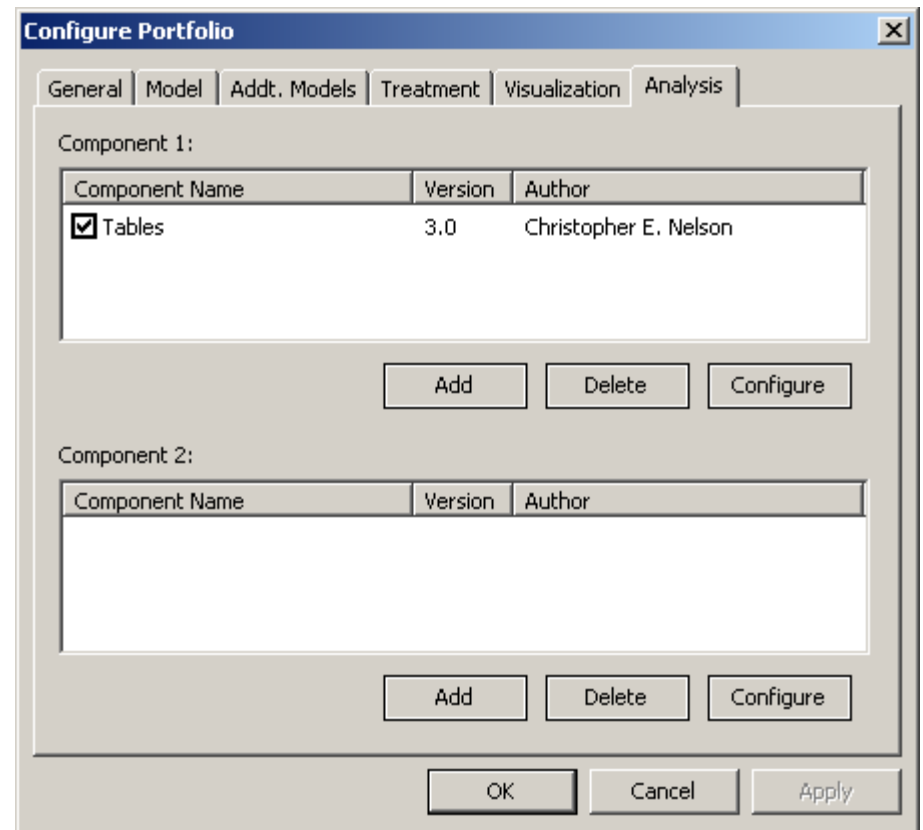 Configure Portfolio
General Model Addt. Models Treatment Visualization Analysis
Component 1:
Component Name Version Author
Tables 3.0 Christopher E. Nelson
Add Delete Configure
Component 2:
Component Name Version Author
Add Delete Configure
OK Cancel Apply